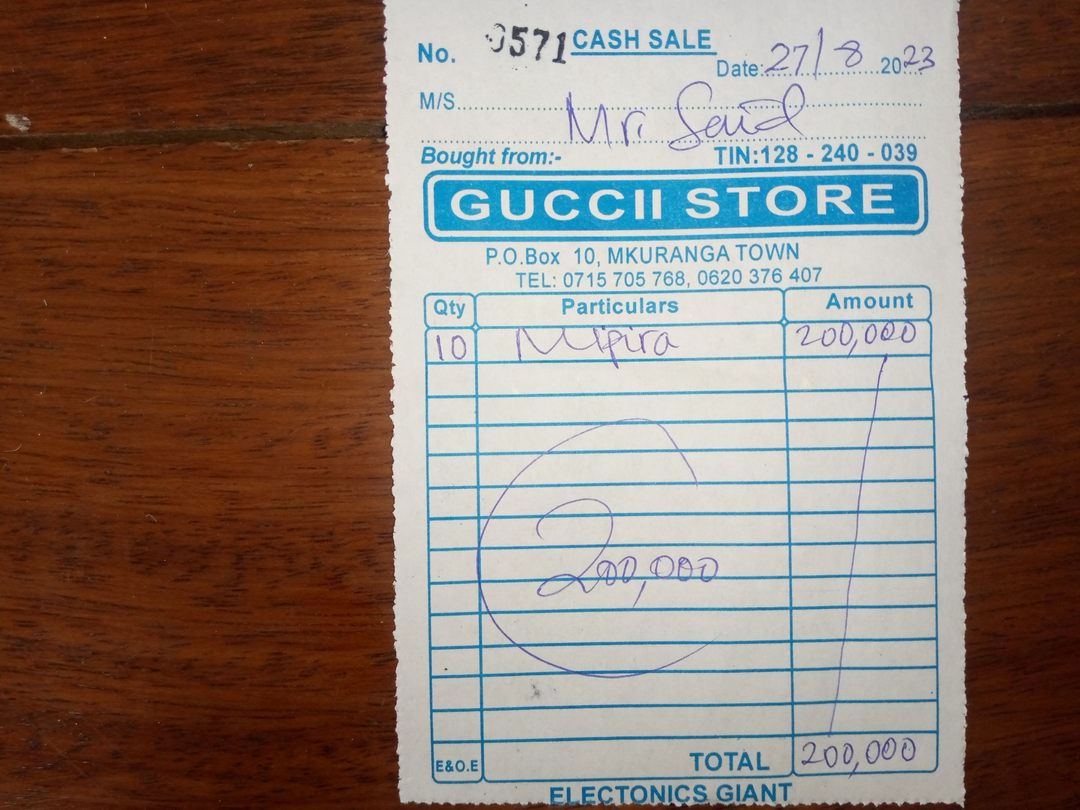 No. 9571 CASH SALE
Date: 27/8 2023
M/S Mr. Said
Bought from:- TIN:128 - 240 - 039
GUCCII STORE
P.O.Box 10, MKURANGA TOWN
TEL: 0715 705 768, 0620 376 407
Qty Particulars Amount
10 Mipira 200,000
200,000
E&O.E TOTAL 200,000
ELECTONICS GIANT